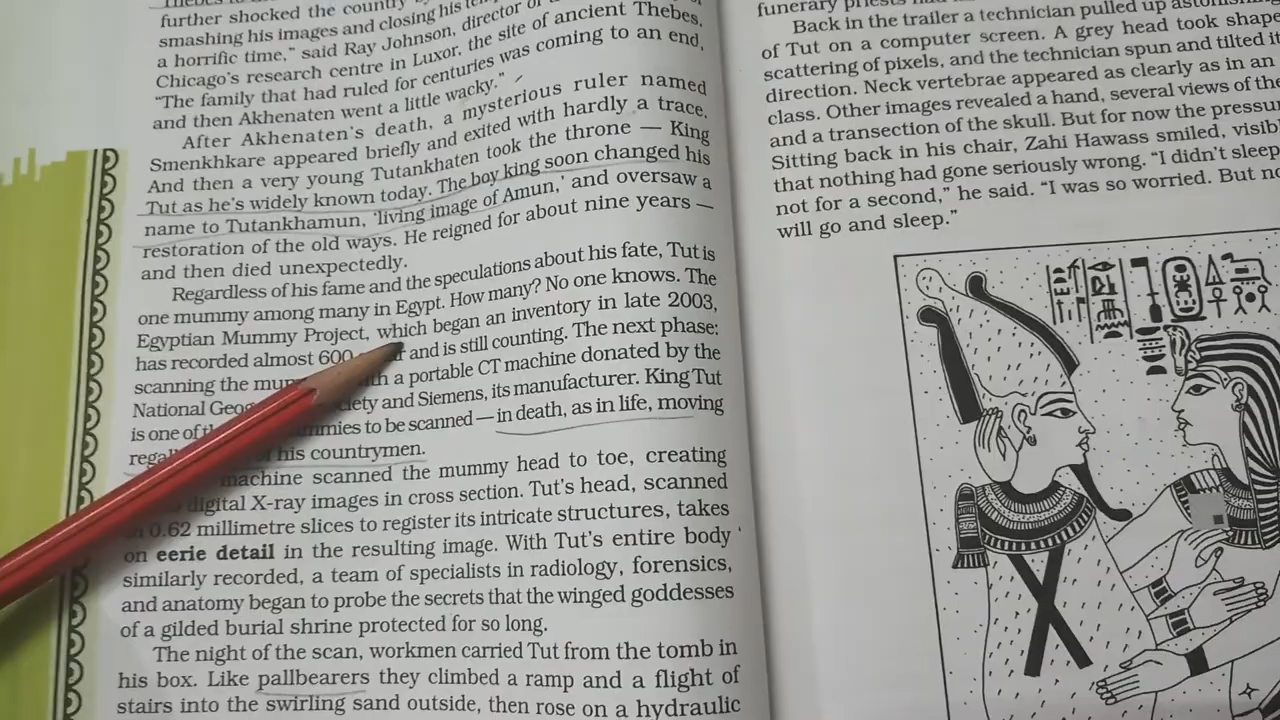 further shocked the country by
smashing his images and closing his
a horrific time," said Ray Johnson, director of
Chicago's research centre in Luxor, the site of ancient Thebes,
"The family that had ruled for centuries was coming to an end,
and then Akhenaten went a little wacky."
After Akhenaten's death, a mysterious ruler named
Smenkhkare appeared briefly and exited with hardly a trace.
And then a very young Tutankhaten took the throne — King
Tut as he's widely known today. The boy king soon changed his
name to Tutankhamun, 'living image of Amun,' and oversaw a
restoration of the old ways. He reigned for about nine years —
and then died unexpectedly.
Regardless of his fame and the speculations about his fate, Tut is
one mummy among many in Egypt. How many? No one knows. The
Egyptian Mummy Project, which began an inventory in late 2003,
has recorded almost 600 and is still counting. The next phase:
scanning the a portable CT machine donated by the
National and Siemens, its manufacturer. King Tut
is one of to be scanned — in death, as in life, moving
his countrymen.
machine scanned the mummy head to toe, creating
digital X-ray images in cross section. Tut's head, scanned
0.62 millimetre slices to register its intricate structures, takes
on eerie detail in the resulting image. With Tut's entire body
similarly recorded, a team of specialists in radiology, forensics,
and anatomy began to probe the secrets that the winged goddesses
of a gilded burial shrine protected for so long.
The night of the scan, workmen carried Tut from the tomb in
his box. Like pallbearers they climbed a ramp and a flight of
stairs into the swirling sand outside, then rose on a hydraulic
funerary priests
Back in the trailer a technician pulled up
of Tut on a computer screen. A grey head took shape
scattering of pixels, and the technician spun and tilted it
direction. Neck vertebrae appeared as clearly as in an
class. Other images revealed a hand, several views of the
and a transection of the skull. But for now the
Sitting back in his chair, Zahi Hawass smiled,
that nothing had gone seriously wrong. "I didn't sleep
not for a second," he said. "I was so worried. But
will go and sleep."